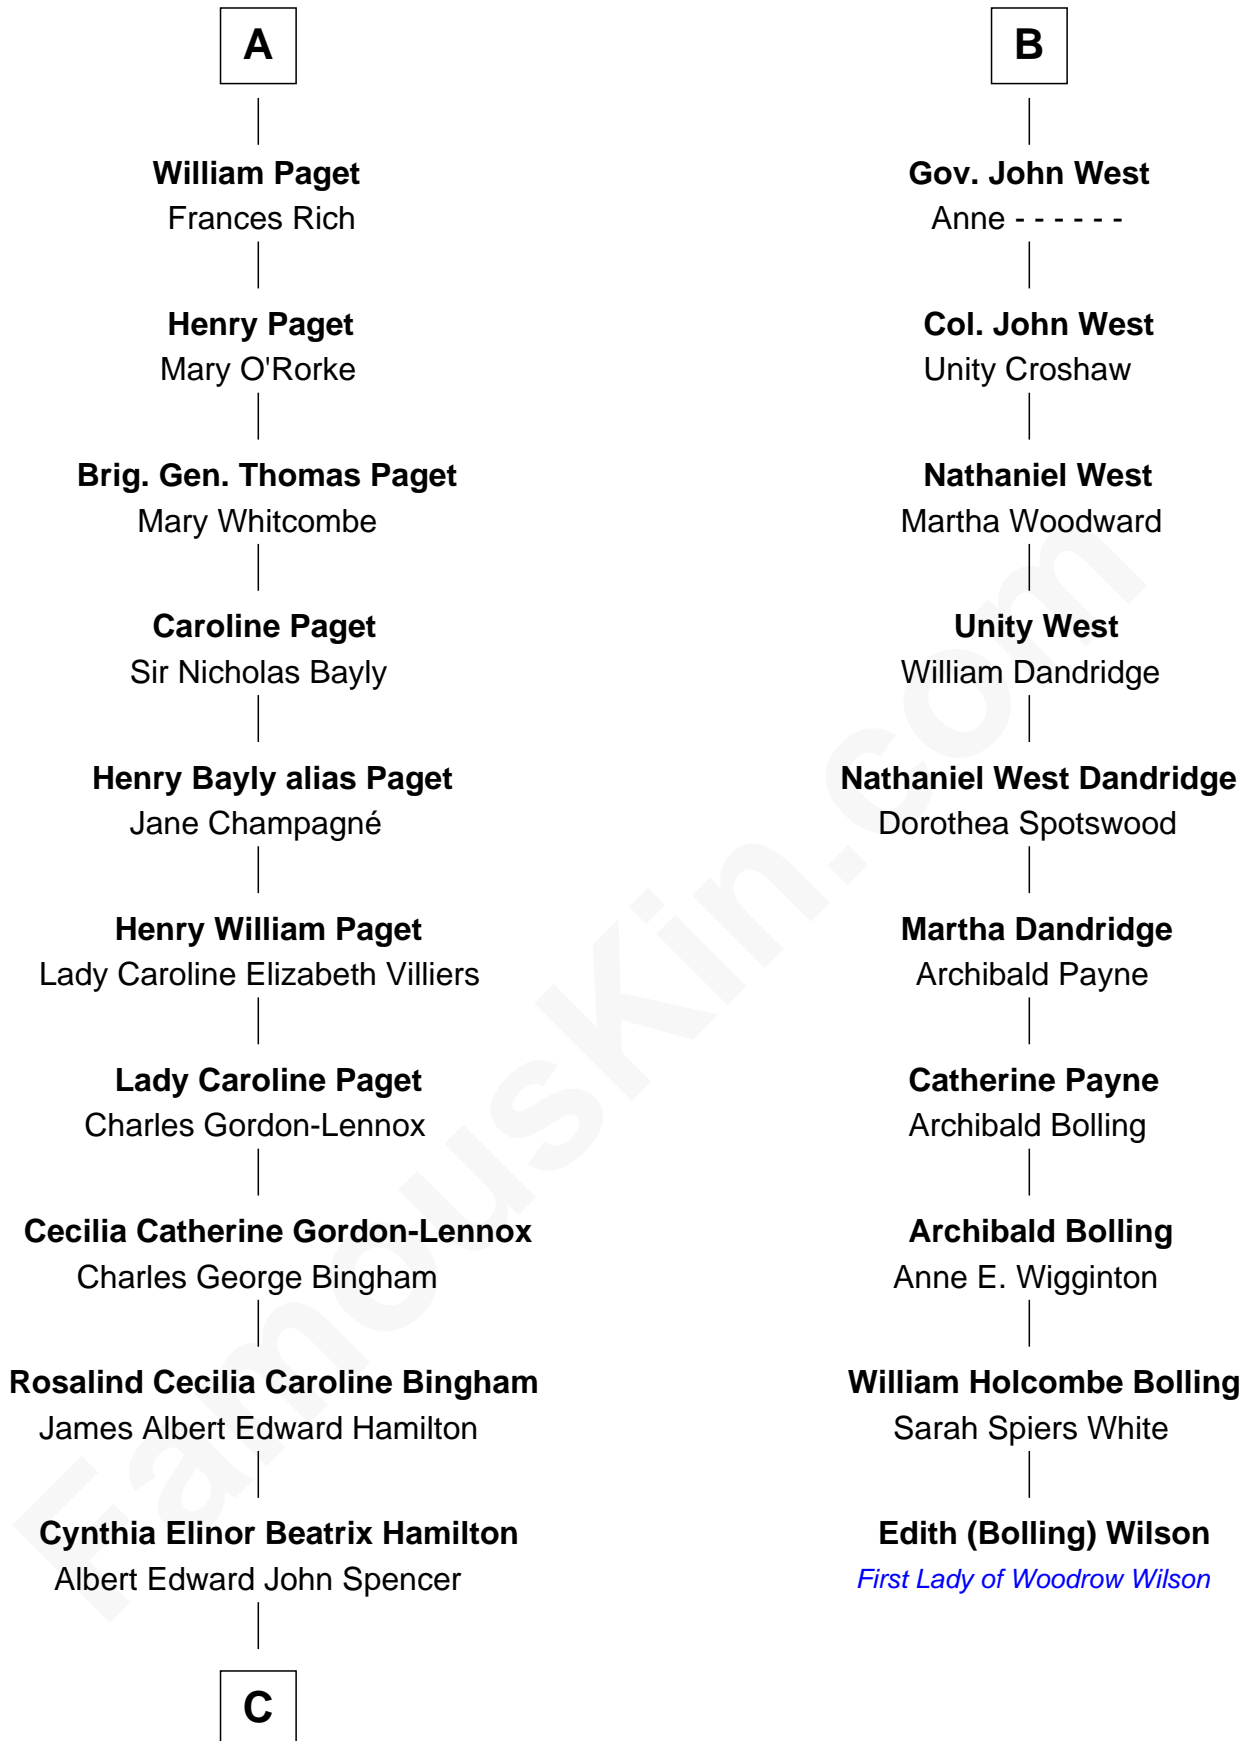 A
William Paget
Frances Rich
Henry Paget
Mary O'Rorke
Brig. Gen. Thomas Paget
Mary Whitcombe
Caroline Paget
Sir Nicholas Bayly
Henry Bayly alias Paget
Jane Champagné
Henry William Paget
Lady Caroline Elizabeth Villiers
Lady Caroline Paget
Charles Gordon-Lennox
Cecilia Catherine Gordon-Lennox
Charles George Bingham
Rosalind Cecilia Caroline Bingham
James Albert Edward Hamilton
Cynthia Elinor Beatrix Hamilton
Albert Edward John Spencer
C
B
Gov. John West
Anne - - - - - -
Col. John West
Unity Croshaw
Nathaniel West
Martha Woodward
Unity West
William Dandridge
Nathaniel West Dandridge
Dorothea Spotswood
Martha Dandridge
Archibald Payne
Catherine Payne
Archibald Bolling
Archibald Bolling
Anne E. Wigginton
William Holcombe Bolling
Sarah Spiers White
Edith (Bolling) Wilson
First Lady of Woodrow Wilson
FamousKin.com